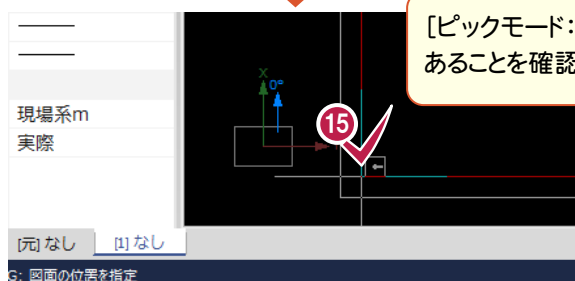 [ピックモード:
あることを確認
現場系m
実際
X
0°
15
[元] なし
[1] なし
G: 図面の位置を指定